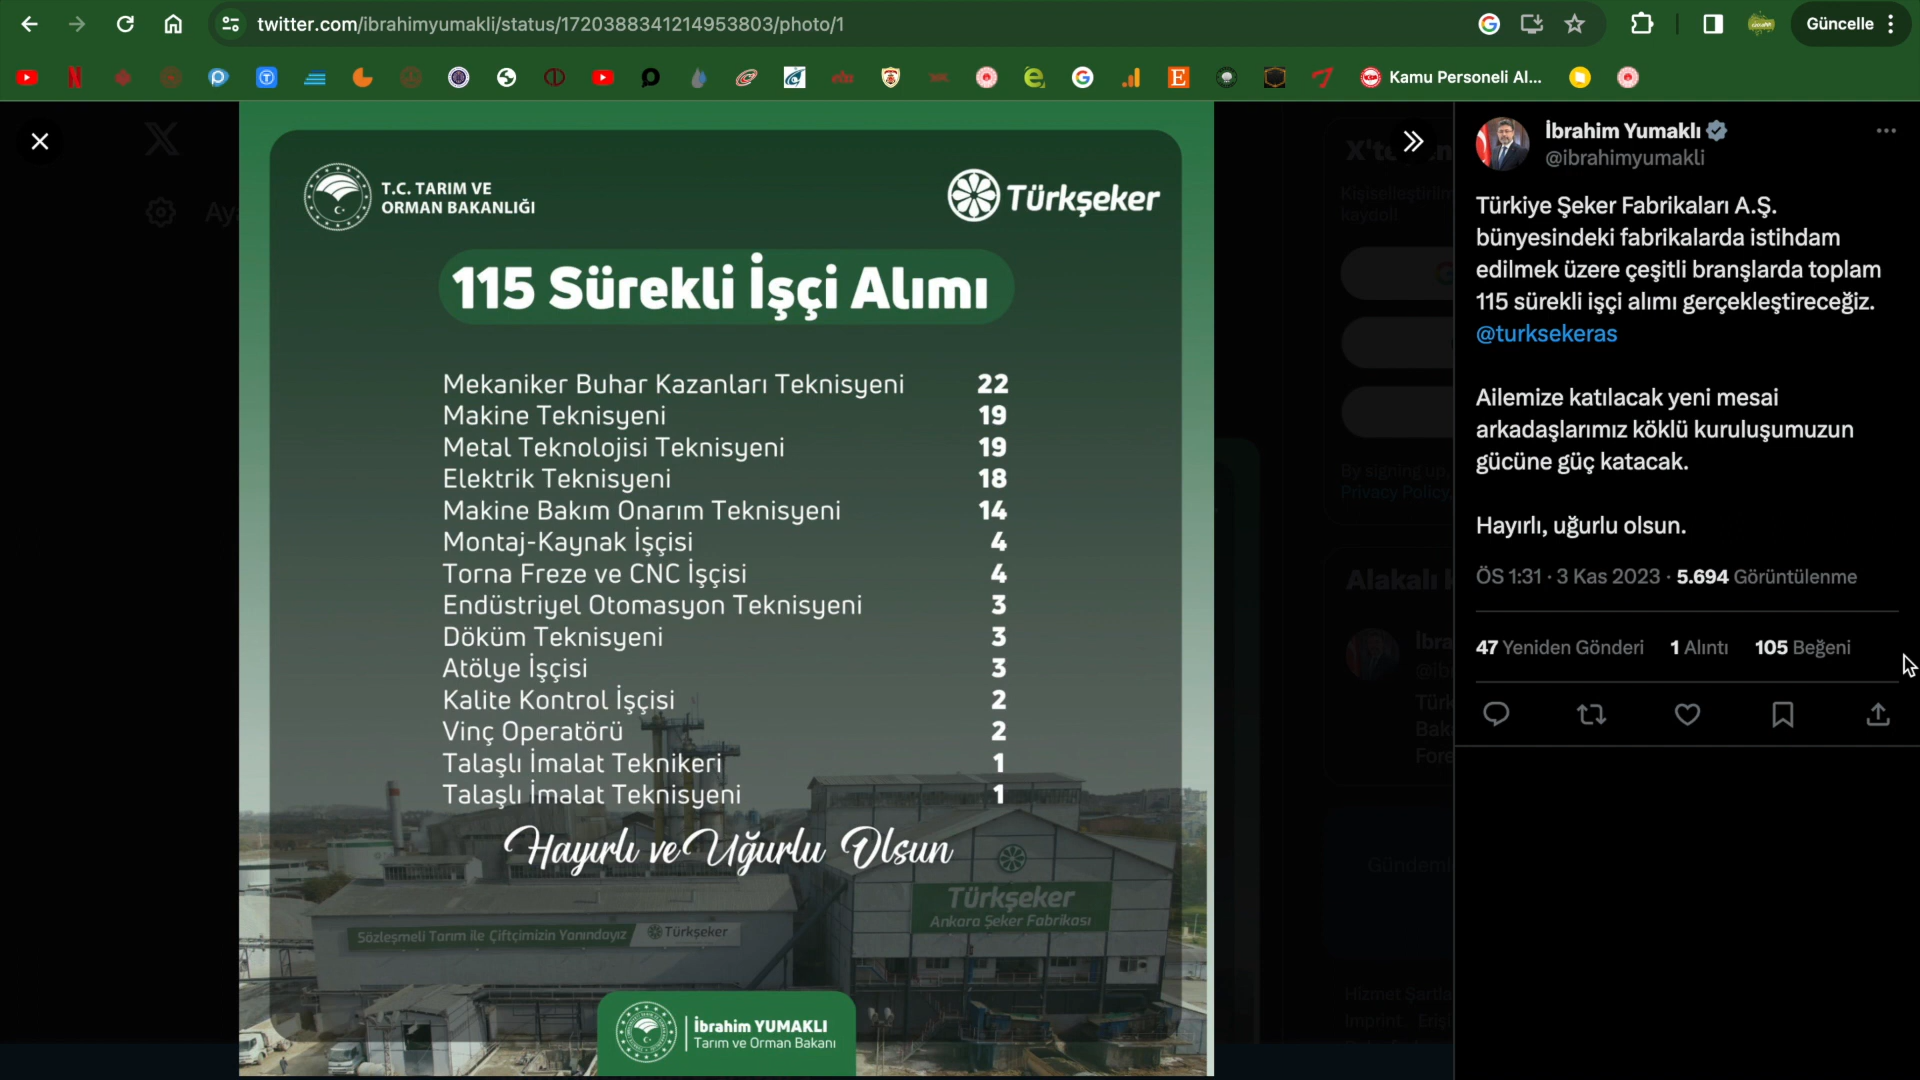 twitter.com/ibrahimyumakli/status/1720388341214953803/photo/1
Güncelle
Kamu Personeli Al...
T.C. TARIM VE
ORMAN BAKANLIĞI
Türkşeker
115 Sürekli İşçi Alımı
Mekaniker Buhar Kazanları Teknisyeni 22
Makine Teknisyeni 19
Metal Teknolojisi Teknisyeni 19
Elektrik Teknisyeni 18
Makine Bakım Onarım Teknisyeni 14
Montaj-Kaynak İşçisi 4
Torna Freze ve CNC İşçisi 4
Endüstriyel Otomasyon Teknisyeni 3
Döküm Teknisyeni 3
Atölye İşçisi 3
Kalite Kontrol İşçisi 2
Vinç Operatörü 2
Talaşlı İmalat Teknikeri 1
Talaşlı İmalat Teknisyeni 1
Hayırlı ve Uğurlu Olsun
Türkşeker
Ankara Şeker Fabrikası
Sözleşmeli Tarım ile Çiftçimizin Yanındayız Türkşeker
İbrahim YUMAKLI
Tarım ve Orman Bakanı
İbrahim Yumaklı
@ibrahimyumakli
Türkiye Şeker Fabrikaları A.Ş.
bünyesindeki fabrikalarda istihdam
edilmek üzere çeşitli branşlarda toplam
115 sürekli işçi alımı gerçekleştireceğiz.
@turksekeras
Ailemize katılacak yeni mesai
arkadaşlarımız köklü kuruluşumuzun
gücüne güç katacak.
Hayırlı, uğurlu olsun.
ÖS 1:31 · 3 Kas 2023 · 5.694 Görüntülenme
47 Yeniden Gönderi 1 Alıntı 105 Beğeni
By signing up,
Privacy Policy,
Alakalı k